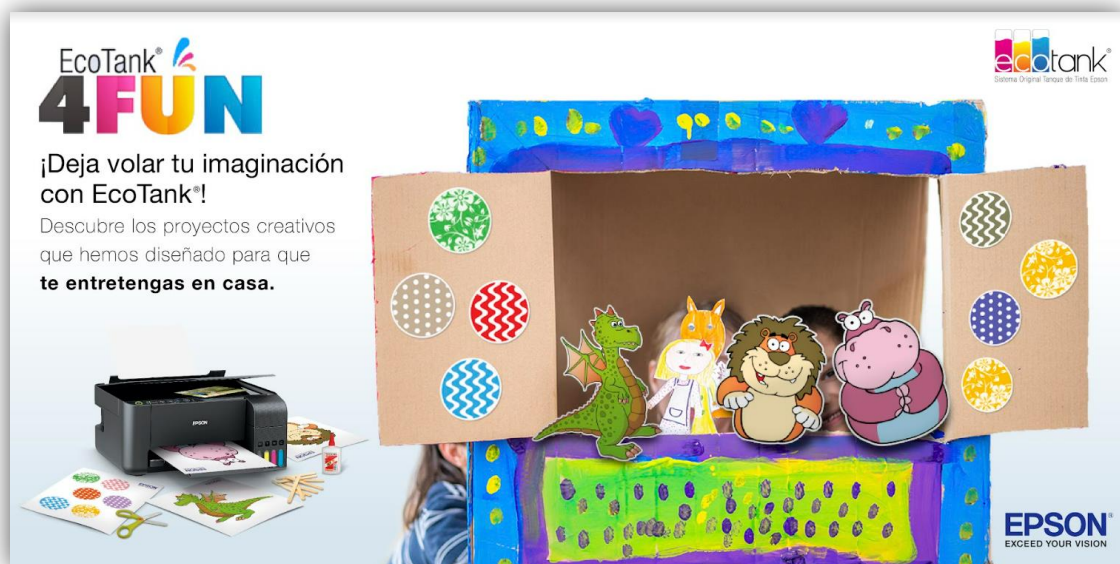 EcoTank®
4FUN
¡Deja volar tu imaginación
con EcoTank®!
Descubre los proyectos creativos
que hemos diseñado para que
te entretengas en casa.
ecotank®
Sistema Original Tanque de Tinta Epson
EPSON
EPSON®
EXCEED YOUR VISION